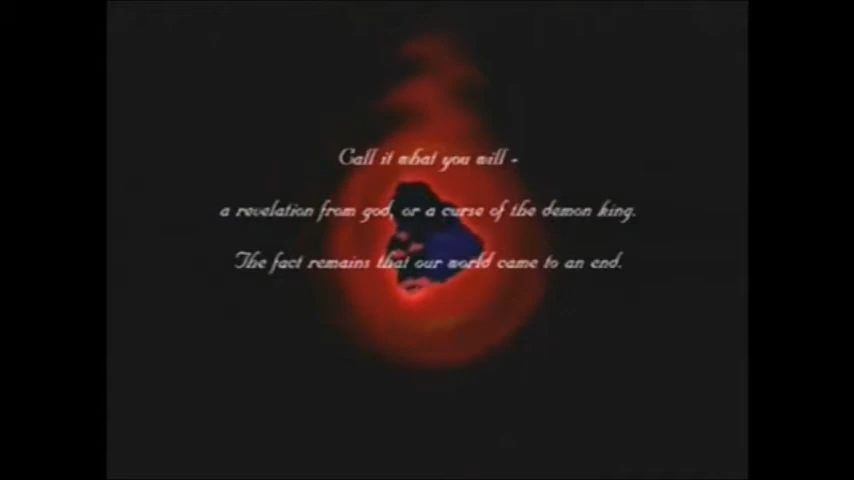 Call it what you will -
a revelation from god, or a curse of the demon king.
The fact remains that our world came to an end.